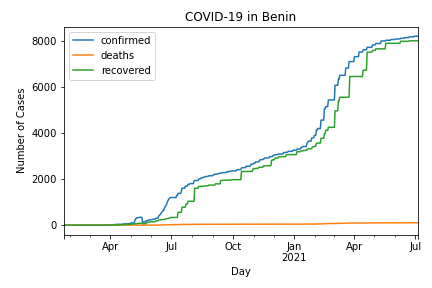 COVID-19 in Benin
confirmed
deaths
recovered
Number of Cases
8000
6000
4000
2000
0
Apr
Jul
Oct
Jan
2021
Apr
Jul
Day